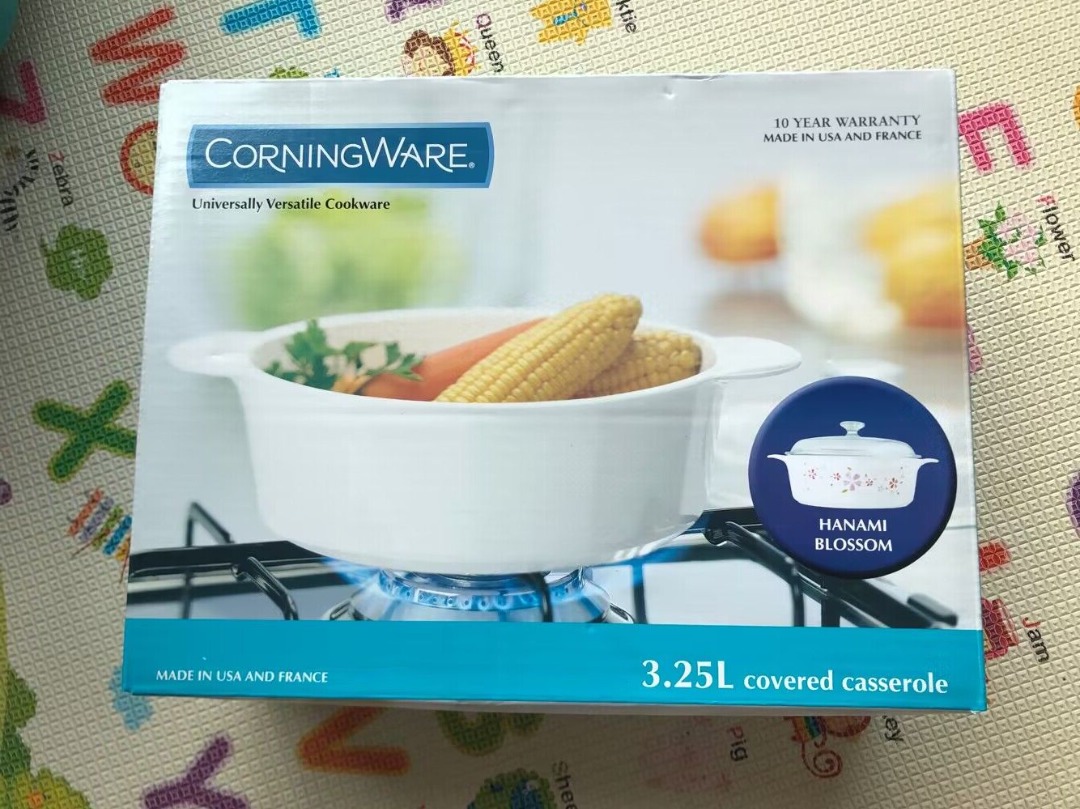 Queen
CORNINGWARE®
Universally Versatile Cookware
10 YEAR WARRANTY
MADE IN USA AND FRANCE
Zebra
Flower
HANAMI
BLOSSOM
X
MADE IN USA AND FRANCE
3.25L covered casserole
Jam
Pig